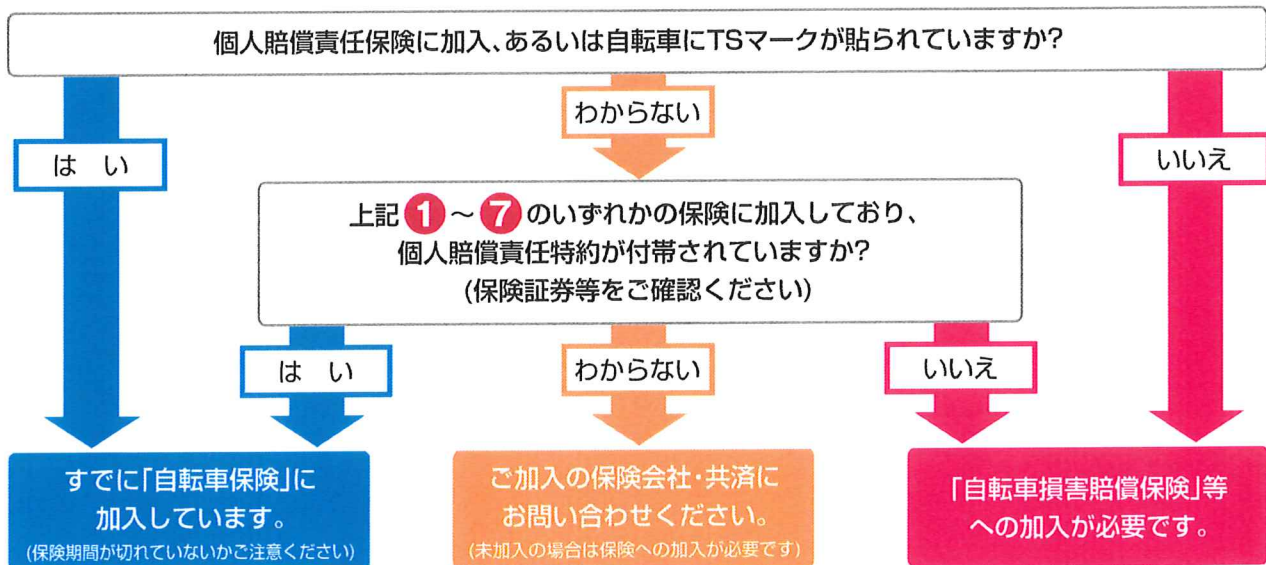 個人賠償責任保険に加入、あるいは自転車にTSマークが貼られていますか?
わからない
は い
いいえ
上記1～7のいずれかの保険に加入しており、
個人賠償責任特約が付帯されていますか?
(保険証券等をご確認ください)
は い
わからない
いいえ
すでに「自転車保険」に
加入しています。
(保険期間が切れていないかご注意ください)
ご加入の保険会社・共済に
お問い合わせください。
(未加入の場合は保険への加入が必要です)
「自転車損害賠償保険」等
への加入が必要です。